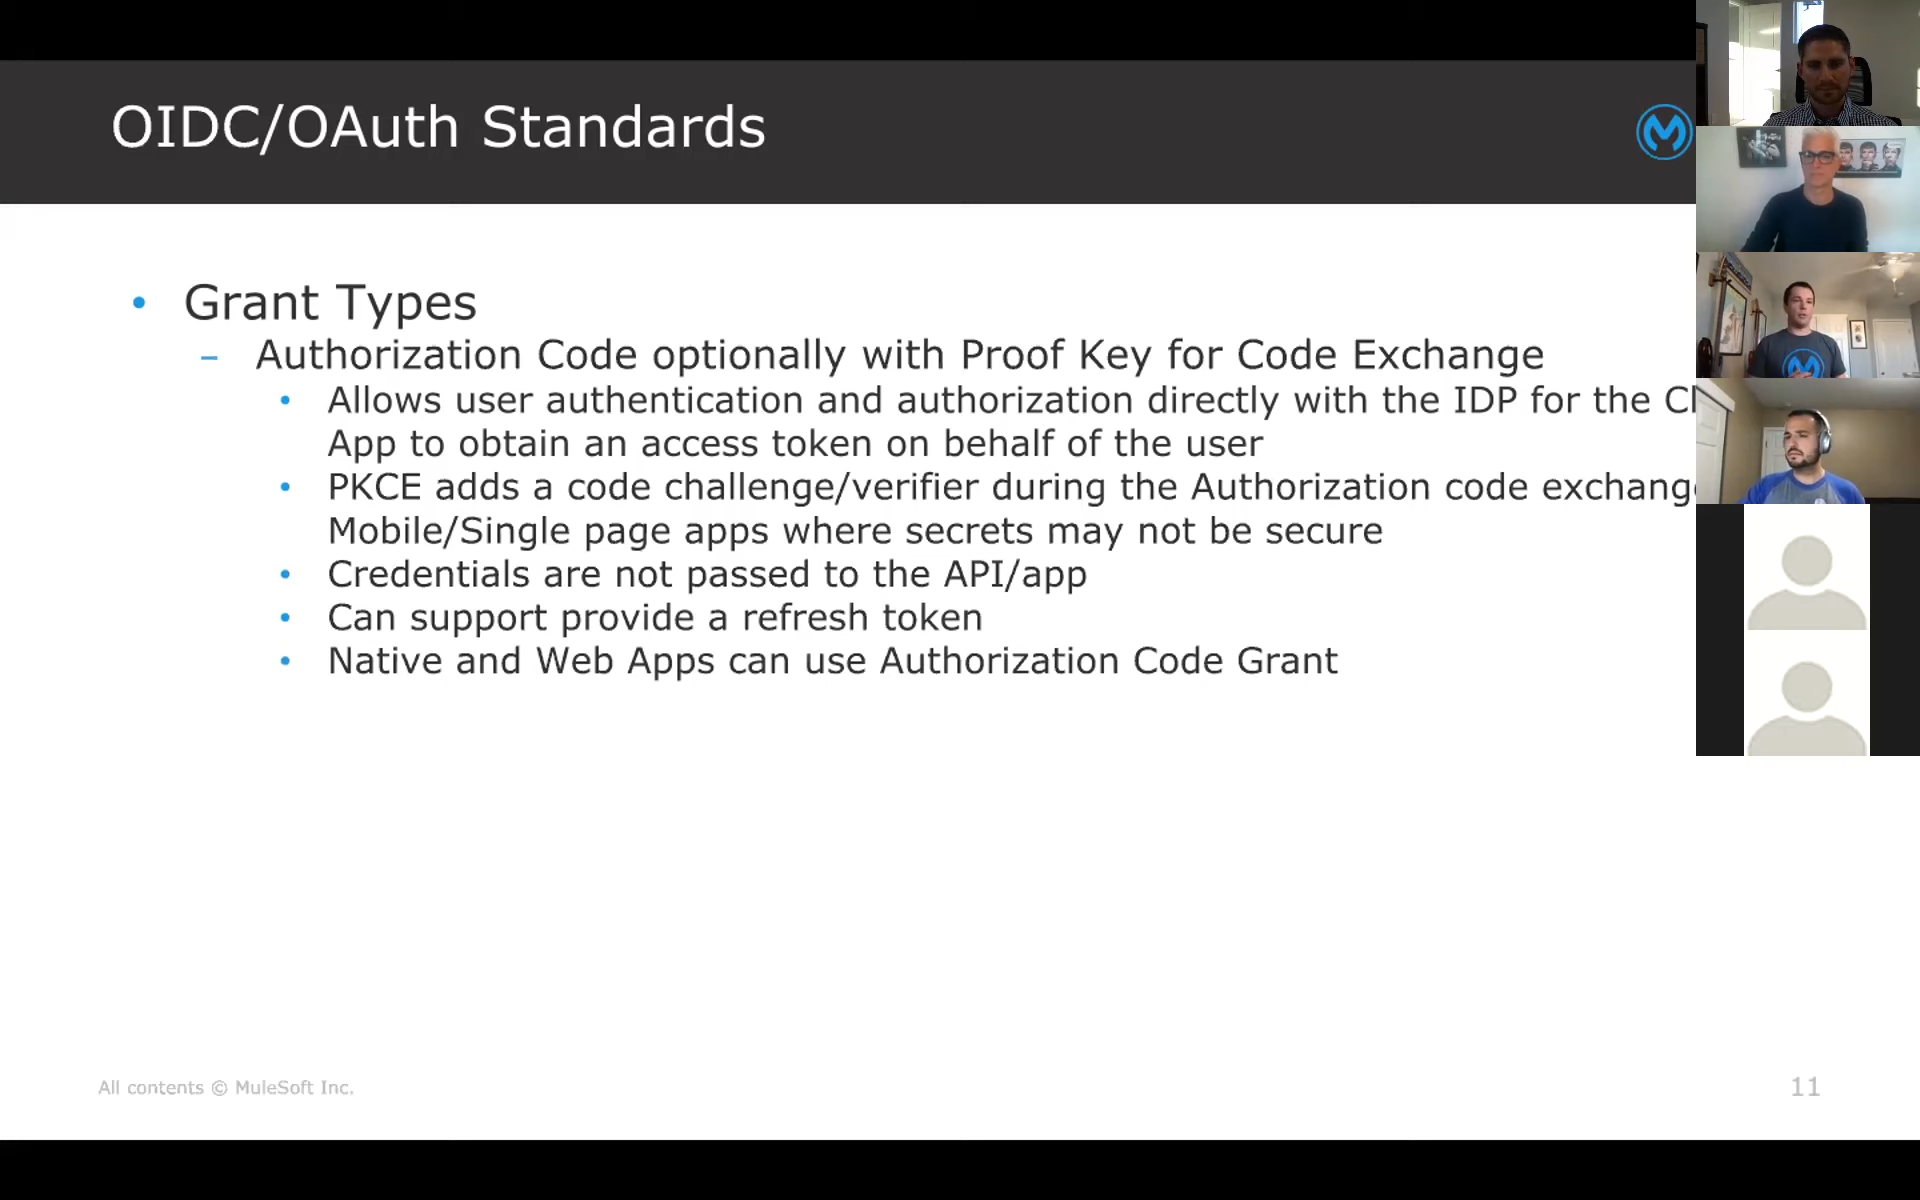 OIDC/OAuth Standards
• Grant Types
– Authorization Code optionally with Proof Key for Code Exchange
• Allows user authentication and authorization directly with the IDP for the
App to obtain an access token on behalf of the user
• PKCE adds a code challenge/verifier during the Authorization code
Mobile/Single page apps where secrets may not be secure
• Credentials are not passed to the API/app
• Can support provide a refresh token
• Native and Web Apps can use Authorization Code Grant
All contents © MuleSoft Inc.
11